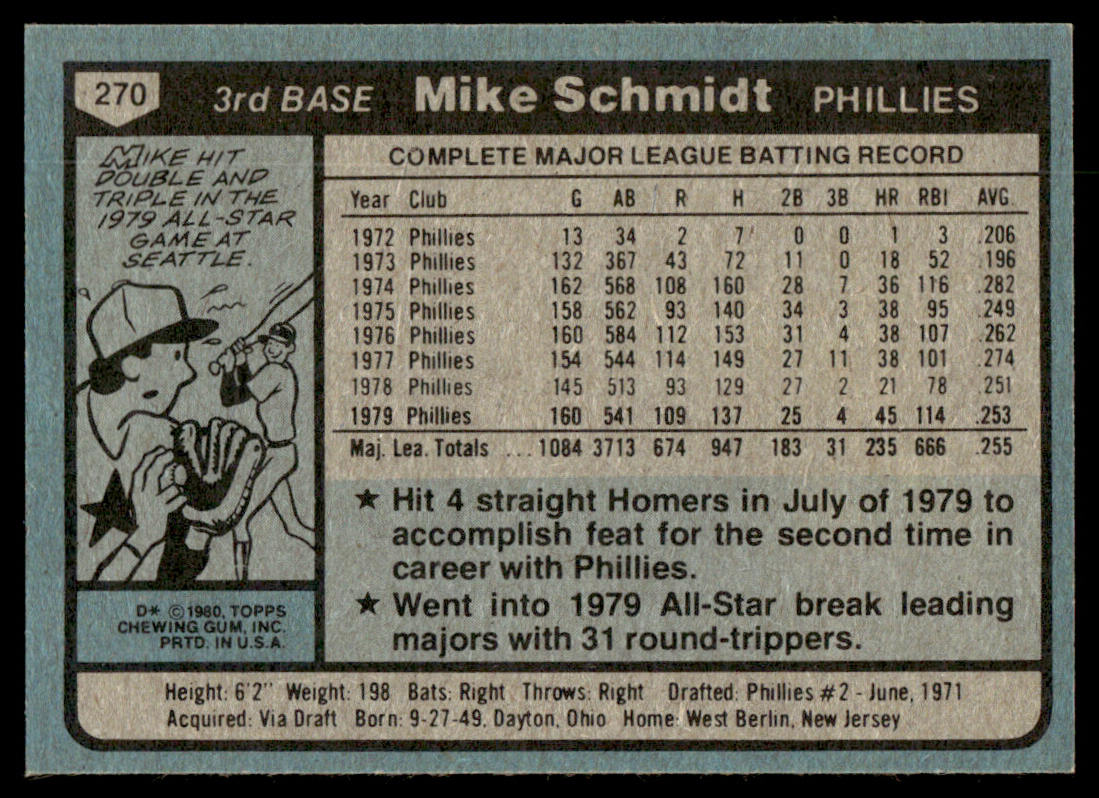 270 3rd BASE Mike Schmidt PHILLIES
MIKE HIT
DOUBLE AND
TRIPLE IN THE
1979 ALL-STAR
GAME AT
SEATTLE.
COMPLETE MAJOR LEAGUE BATTING RECORD
Year Club G AB R H 2B 3B HR RBI AVG.
1972 Phillies 13 34 2 7 0 0 1 3 .206
1973 Phillies 132 367 43 72 11 0 18 52 .196
1974 Phillies 162 568 108 160 28 7 36 116 .282
1975 Phillies 158 562 93 140 34 3 38 95 .249
1976 Phillies 160 584 112 153 31 4 38 107 .262
1977 Phillies 154 544 114 149 27 11 38 101 .274
1978 Phillies 145 513 93 129 27 2 21 78 .251
1979 Phillies 160 541 109 137 25 4 45 114 .253
Maj. Lea. Totals ... 1084 3713 674 947 183 31 235 666 .255
★ Hit 4 straight Homers in July of 1979 to
accomplish feat for the second time in
career with Phillies.
★ Went into 1979 All-Star break leading
majors with 31 round-trippers.
D* © 1980, TOPPS
CHEWING GUM, INC.
PRTD. IN U.S.A.
Height: 6'2" Weight: 198 Bats: Right Throws: Right Drafted: Phillies #2 - June, 1971
Acquired: Via Draft Born: 9-27-49, Dayton, Ohio Home: West Berlin, New Jersey